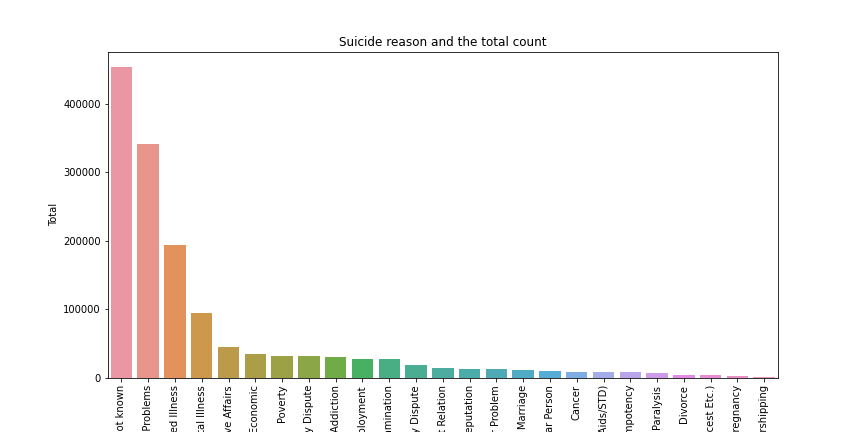 Suicide reason and the total count
Total
400000
300000
200000
100000
0
ot known
Problems
ed Illness
tal Illness
ve Affairs
Economic
Poverty
y Dispute
Addiction
ployment
amination
y Dispute
t Relation
eputation
r Problem
Marriage
ar Person
Cancer
Aids/STD)
mpotency
Paralysis
Divorce
cest Etc.)
regnancy
rshipping